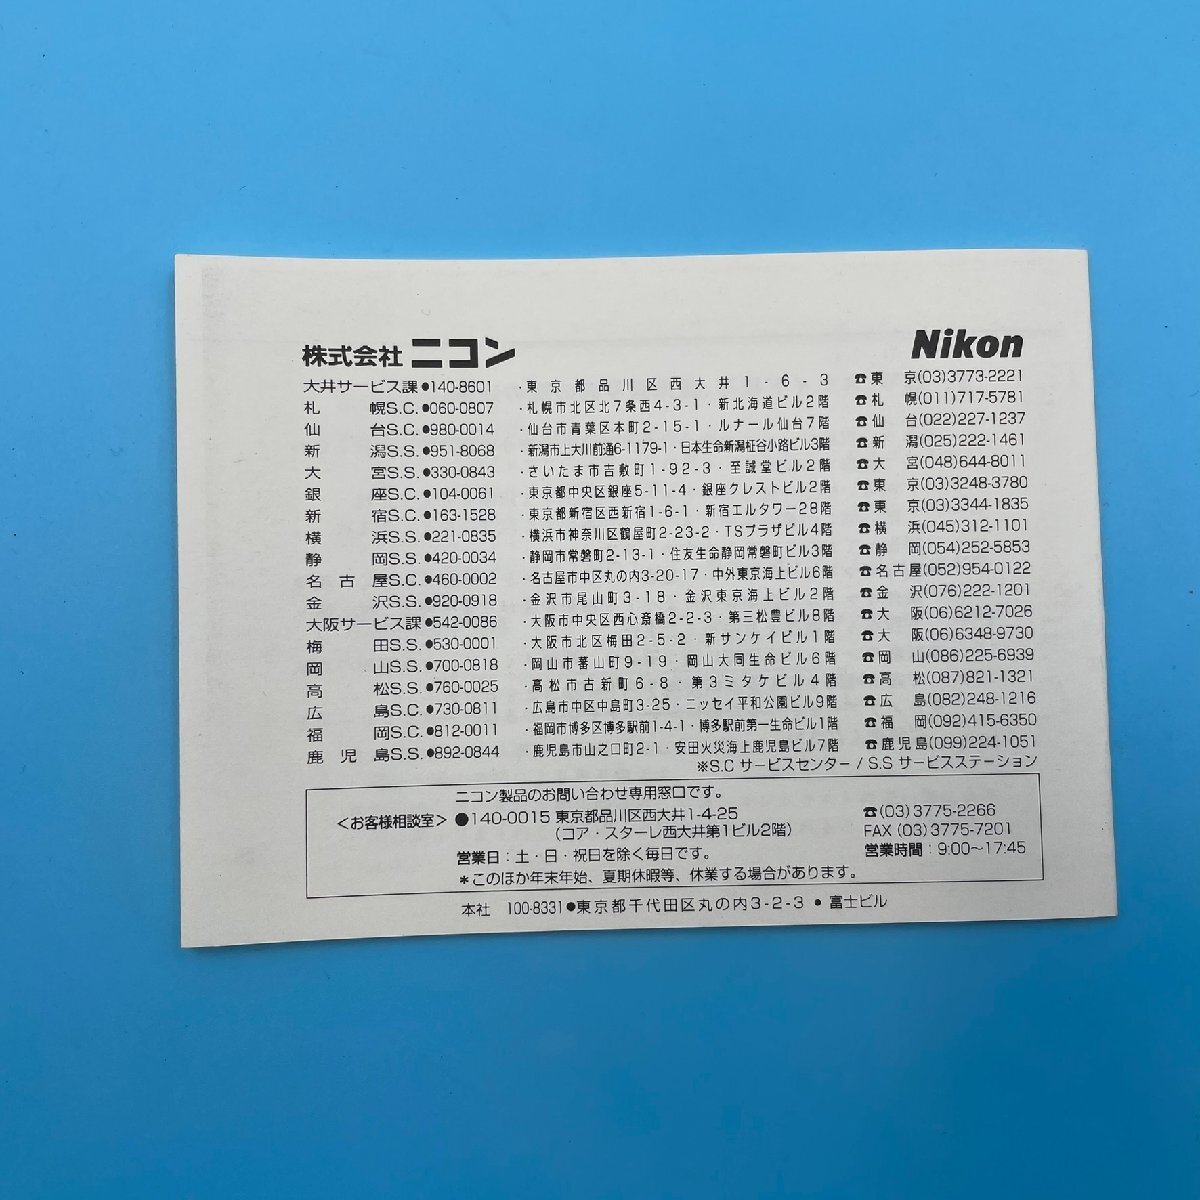 株式会社 ニコン Nikon
大井サービス課●140-8601 ・東京都品川区西大井1-6-3 ☎東京(03)3773-2221
札幌S.C.●060-0807 ・札幌市北区北7条西4-3-1・新北海道ビル2階 ☎札幌(011)717-5781
仙台S.C.●980-0014 ・仙台市青葉区本町2-15-1・ルナール仙台7階 ☎仙台(022)227-1237
新潟S.S.●951-8068 ・新潟市上大川前通6-1179-1・日本生命新潟柾谷小路ビル3階 ☎新潟(025)222-1461
大宮S.S.●330-0843 ・さいたま市吉敷町1-92-3・至誠堂ビル2階 ☎大宮(048)644-8011
銀座S.C.●104-0061 ・東京都中央区銀座5-11-4・銀座クレストビル2階 ☎東京(03)3248-3780
新宿S.C.●163-1528 ・東京都新宿区西新宿1-6-1・新宿エルタワー28階 ☎東京(03)3344-1835
横浜S.S.●221-0835 ・横浜市神奈川区鶴屋町2-23-2・TSプラザビル4階 ☎横浜(045)312-1101
静岡S.S.●420-0034 ・静岡市常磐町2-13-1・住友生命静岡常磐町ビル3階 ☎静岡(054)252-5853
名古屋S.C.●460-0002 ・名古屋市中区丸の内3-20-17・中外東京海上ビル6階 ☎名古屋(052)954-0122
金沢S.S.●920-0918 ・金沢市尾山町3-18・金沢東京海上ビル2階 ☎金沢(076)222-1201
大阪サービス課●542-0086 ・大阪市中央区西心斎橋2-2-3・第三松豊ビル8階 ☎大阪(06)6212-7026
梅田S.S.●530-0001 ・大阪市北区梅田2-5-2・新サンケイビル1階 ☎大阪(06)6348-9730
岡山S.S.●700-0818 ・岡山市蕃山町9-19・岡山大同生命ビル6階 ☎岡山(086)225-6939
高松S.S.●760-0025 ・高松市古新町6-8・第3ミタケビル4階 ☎高松(087)821-1321
広島S.C.●730-0811 ・広島市中区中島町3-25・ニッセイ平和公園ビル9階 ☎広島(082)248-1216
福岡S.C.●812-0011 ・福岡市博多区博多駅前1-4-1・博多駅前第一生命ビル1階 ☎福岡(092)415-6350
鹿児島S.S.●892-0844 ・鹿児島市山之口町2-1・安田火災海上鹿児島ビル7階 ☎鹿児島(099)224-1051
※S.C サービスセンター / S.S サービスステーション
ニコン製品のお問い合わせ専用窓口です。
<お客様相談室> ●140-0015 東京都品川区西大井1-4-25 ☎(03)3775-2266
(コア・スターレ西大井第1ビル2階) FAX (03)3775-7201
営業日：土・日・祝日を除く毎日です。 営業時間：9:00〜17:45
＊このほか年末年始、夏期休暇等、休業する場合があります。
本社 100-8331●東京都千代田区丸の内3-2-3・富士ビル